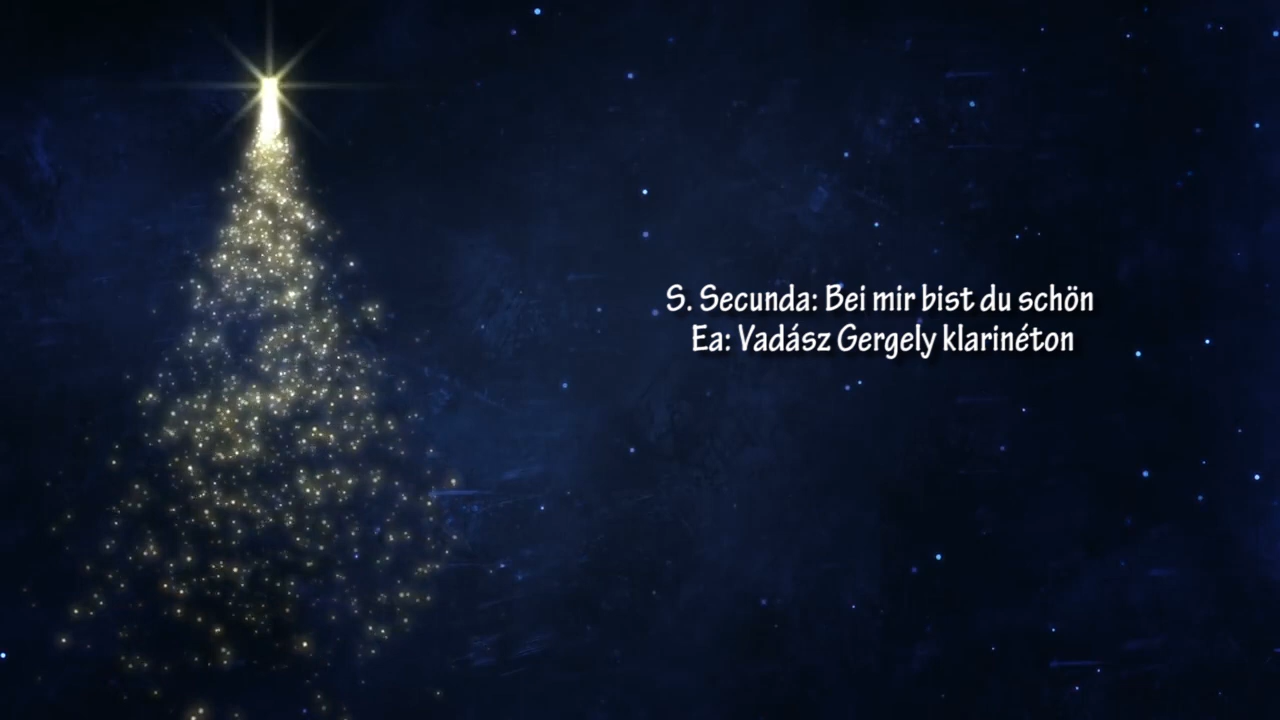 S. Secunda: Bei mir bist du schön
Ea: Vadász Gergely klarinéton